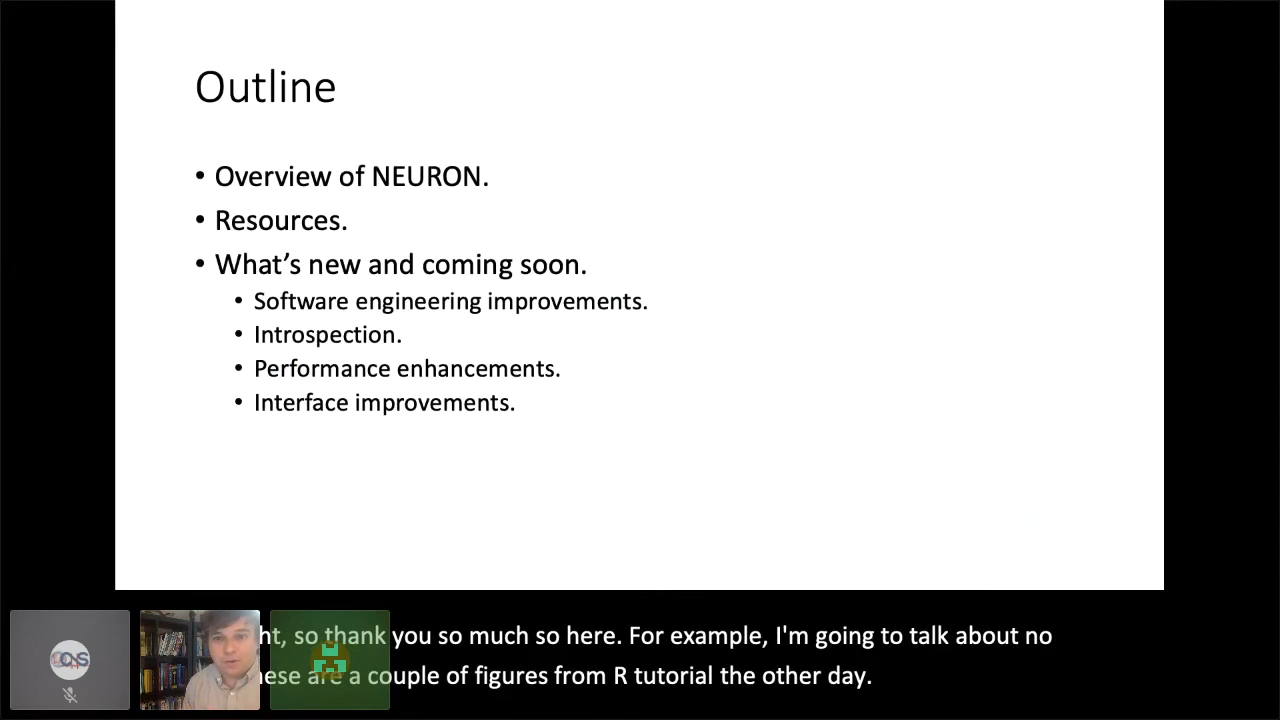 Outline
• Overview of NEURON.
• Resources.
• What's new and coming soon.
• Software engineering improvements.
• Introspection.
• Performance enhancements.
• Interface improvements.
so thank you so much so here. For example, I'm going to talk about no
are a couple of figures from R tutorial the other day.